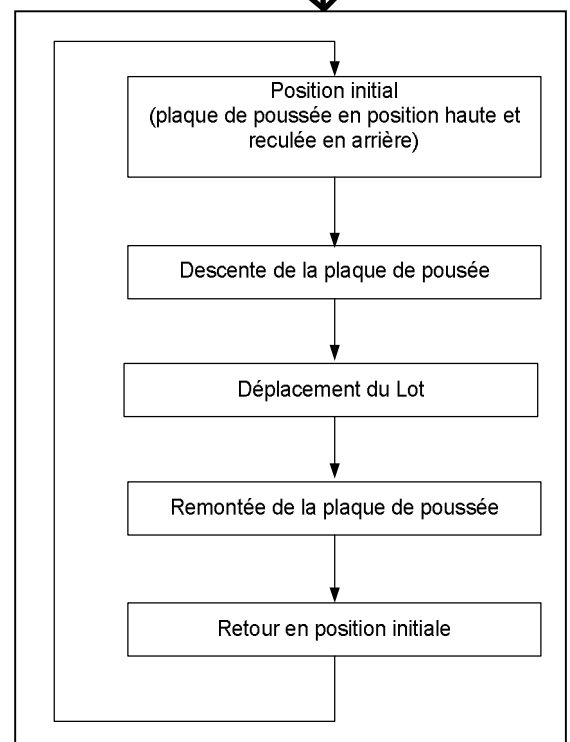 Position initial
(plaque de poussée en position haute et
reculée en arrière)
Descente de la plaque de pousée
Déplacement du Lot
Remontée de la plaque de poussée
Retour en position initiale